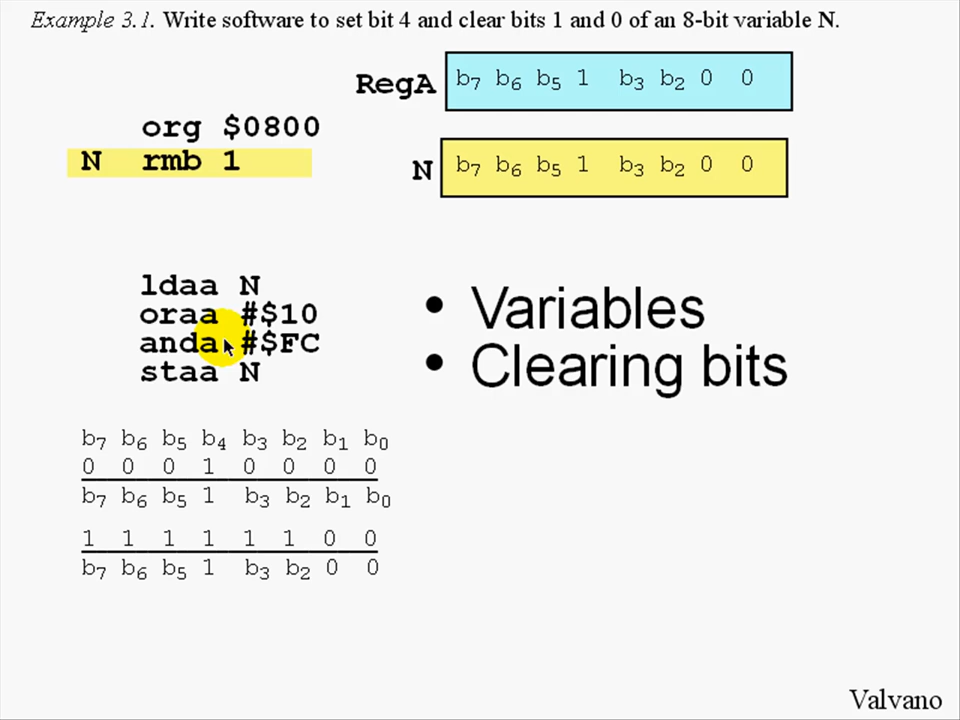 Example 3.1. Write software to set bit 4 and clear bits 1 and 0 of an 8-bit variable N.
RegA b7 b6 b5 1 b3 b2 0 0
org $0800
N rmb 1
N b7 b6 b5 1 b3 b2 0 0
ldaa N
oraa #$10
anda #$FC
staa N
• Variables
• Clearing bits
b7 b6 b5 b4 b3 b2 b1 b0
0 0 0 1 0 0 0 0
b7 b6 b5 1 b3 b2 b1 b0
1 1 1 1 1 1 0 0
b7 b6 b5 1 b3 b2 0 0
Valvano